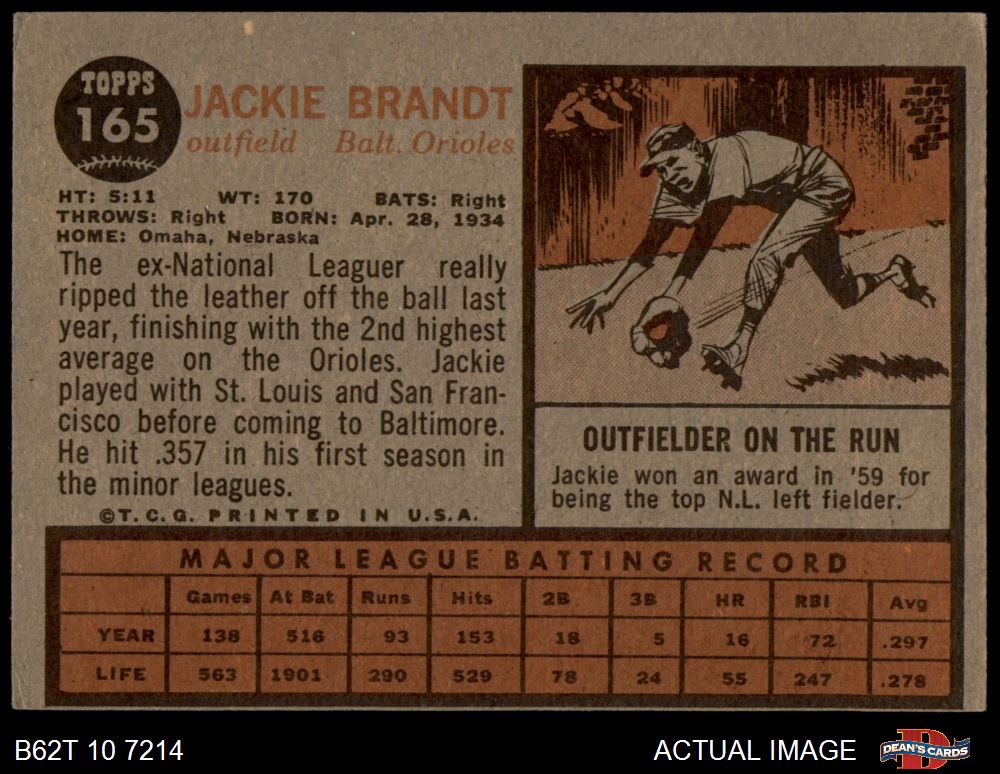 TOPPS
165
JACKIE BRANDT
outfield Balt. Orioles
HT: 5:11 WT: 170 BATS: Right
THROWS: Right BORN: Apr. 28, 1934
HOME: Omaha, Nebraska
The ex-National Leaguer really
ripped the leather off the ball last
year, finishing with the 2nd highest
average on the Orioles. Jackie
played with St. Louis and San Fran-
cisco before coming to Baltimore.
He hit .357 in his first season in
the minor leagues.
©T.C.G. PRINTED IN U.S.A.
OUTFIELDER ON THE RUN
Jackie won an award in '59 for
being the top N.L. left fielder.
MAJOR LEAGUE BATTING RECORD
Games At Bat Runs Hits 2B 3B HR RBI Avg
YEAR 138 516 93 153 18 5 16 72 .297
LIFE 563 1901 290 529 78 24 55 247 .278
B62T 10 7214
ACTUAL IMAGE
B
DEAN'S CARDS